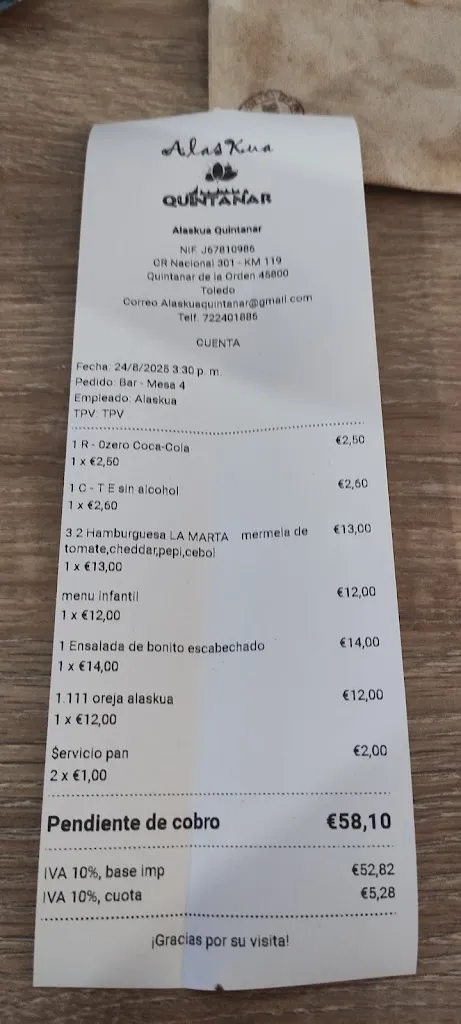 AlasKua
QUINTANAR
Alaskua Quintanar
NIF. J67810986
CR Nacional 301 - KM 119
Quintanar de la Orden 45800
Toledo
Correo Alaskuaquintanar@gmail.com
Telf. 722401886
CUENTA
Fecha: 24/8/2025 3:30 p. m.
Pedido: Bar - Mesa 4
Empleado: Alaskua
TPV: TPV
1 R - 0zero Coca-Cola €2,50
1 x €2,50
1 C - T E sin alcohol €2,60
1 x €2,60
3.2 Hamburguesa LA MARTA mermela de €13,00
tomate,cheddar,pepi,cebol
1 x €13,00
menu infantil €12,00
1 x €12,00
1 Ensalada de bonito escabechado €14,00
1 x €14,00
1.111 oreja alaskua €12,00
1 x €12,00
Servicio pan €2,00
2 x €1,00
Pendiente de cobro €58,10
IVA 10%, base imp €52,82
IVA 10%, cuota €5,28
¡Gracias por su visita!